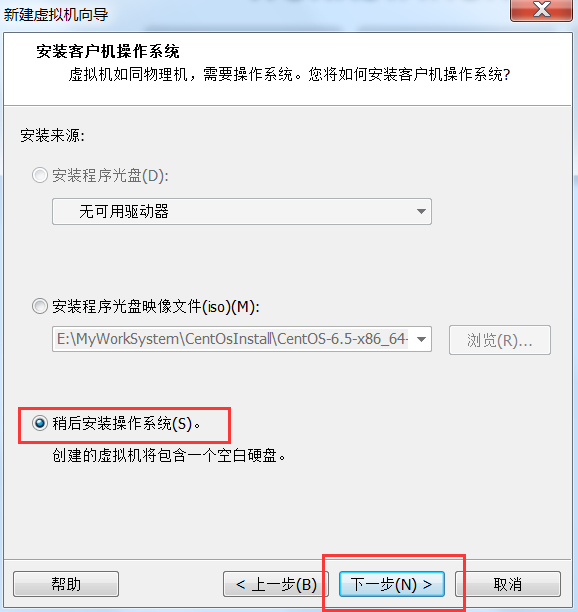 新建虚拟机向导
安装客户机操作系统
虚拟机如同物理机，需要操作系统。您将如何安装客户机操作系统?
安装来源:
安装程序光盘(D):
无可用驱动器
安装程序光盘映像文件(iso)(M):
E:\MyWorkSystem\CentOsInstall\CentOS-6.5-x86_64-
浏览(R)...
稍后安装操作系统(S)。
创建的虚拟机将包含一个空白硬盘。
帮助
< 上一步(B)
下一步(N) >
取消